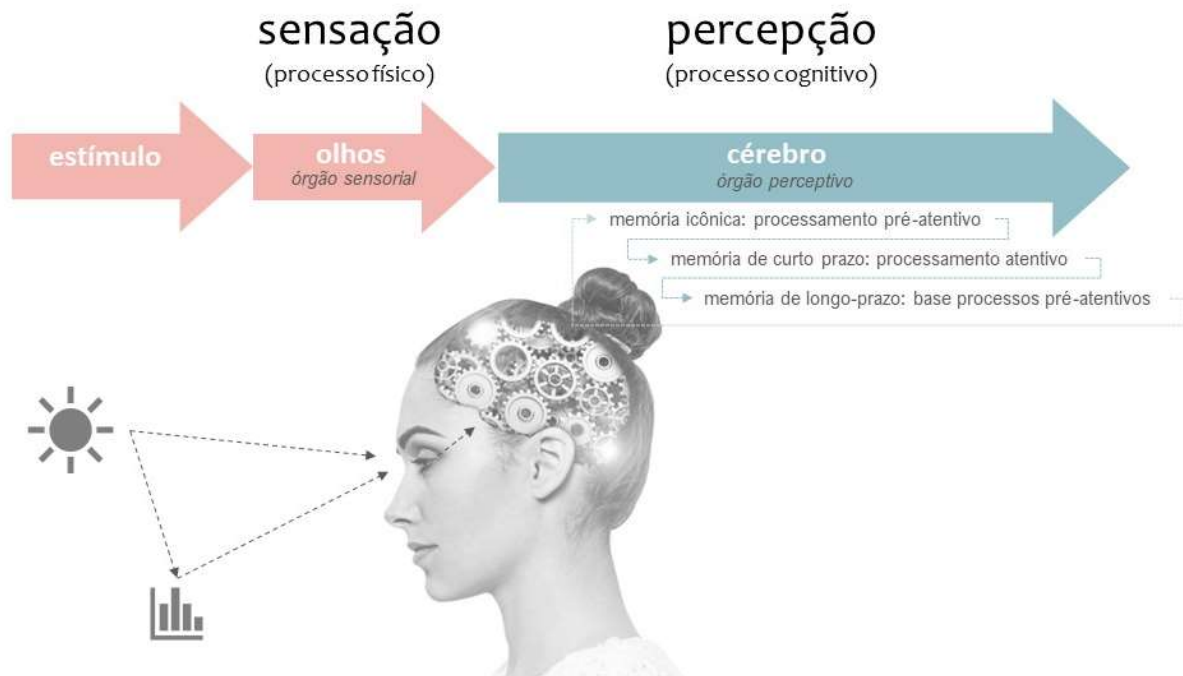 sensação
(processo físico)
percepção
(processo cognitivo)
estímulo
olhos
órgão sensorial
cérebro
órgão perceptivo
memória icônica: processamento pré-atentivo
memória de curto prazo: processamento atentivo
memória de longo-prazo: base processos pré-atentivos